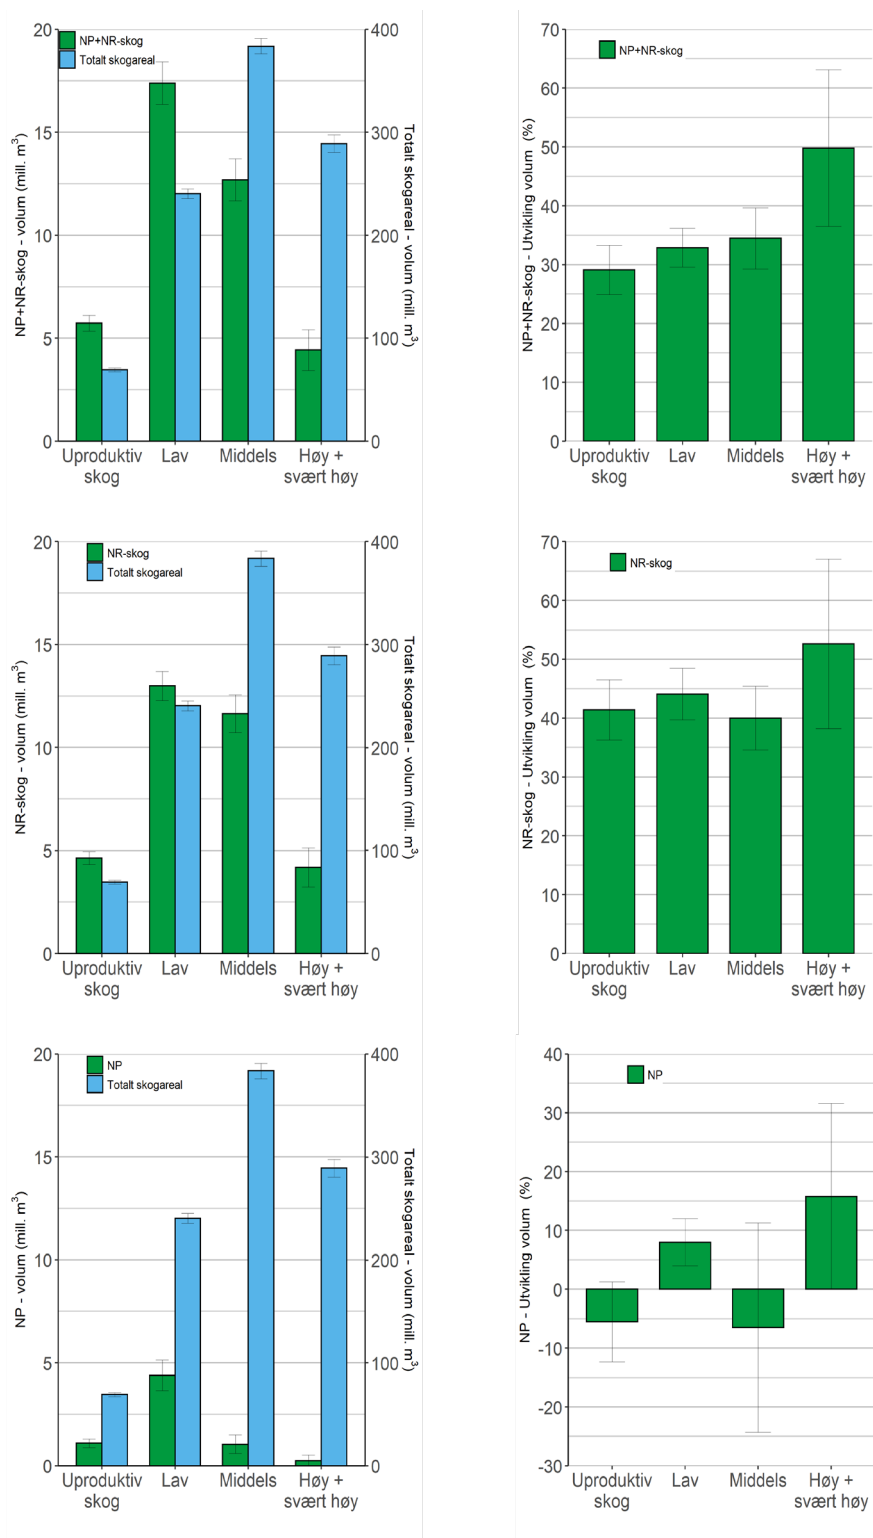 NP+NR-skog
Totalt skogareal
NP+NR-skog - volum (mill. m³)
20
15
10
5
0
400
300
200
100
0
Totalt skogareal - volum (mill. m³)
Uproduktiv skog
Lav
Middels
Høy + svært høy
NP+NR-skog
NP+NR-skog - Utvikling volum (%)
70
60
50
40
30
20
10
0
Uproduktiv skog
Lav
Middels
Høy + svært høy
NR-skog
Totalt skogareal
NR-skog - volum (mill. m³)
20
15
10
5
0
400
300
200
100
0
Totalt skogareal - volum (mill. m³)
Uproduktiv skog
Lav
Middels
Høy + svært høy
NR-skog
NR-skog - Utvikling volum (%)
70
60
50
40
30
20
10
0
Uproduktiv skog
Lav
Middels
Høy + svært høy
NP
Totalt skogareal
NP - volum (mill. m³)
20
15
10
5
0
400
300
200
100
0
Totalt skogareal - volum (mill. m³)
Uproduktiv skog
Lav
Middels
Høy + svært høy
NP
NP - Utvikling volum (%)
40
30
20
10
0
-10
-20
-30
Uproduktiv skog
Lav
Middels
Høy + svært høy